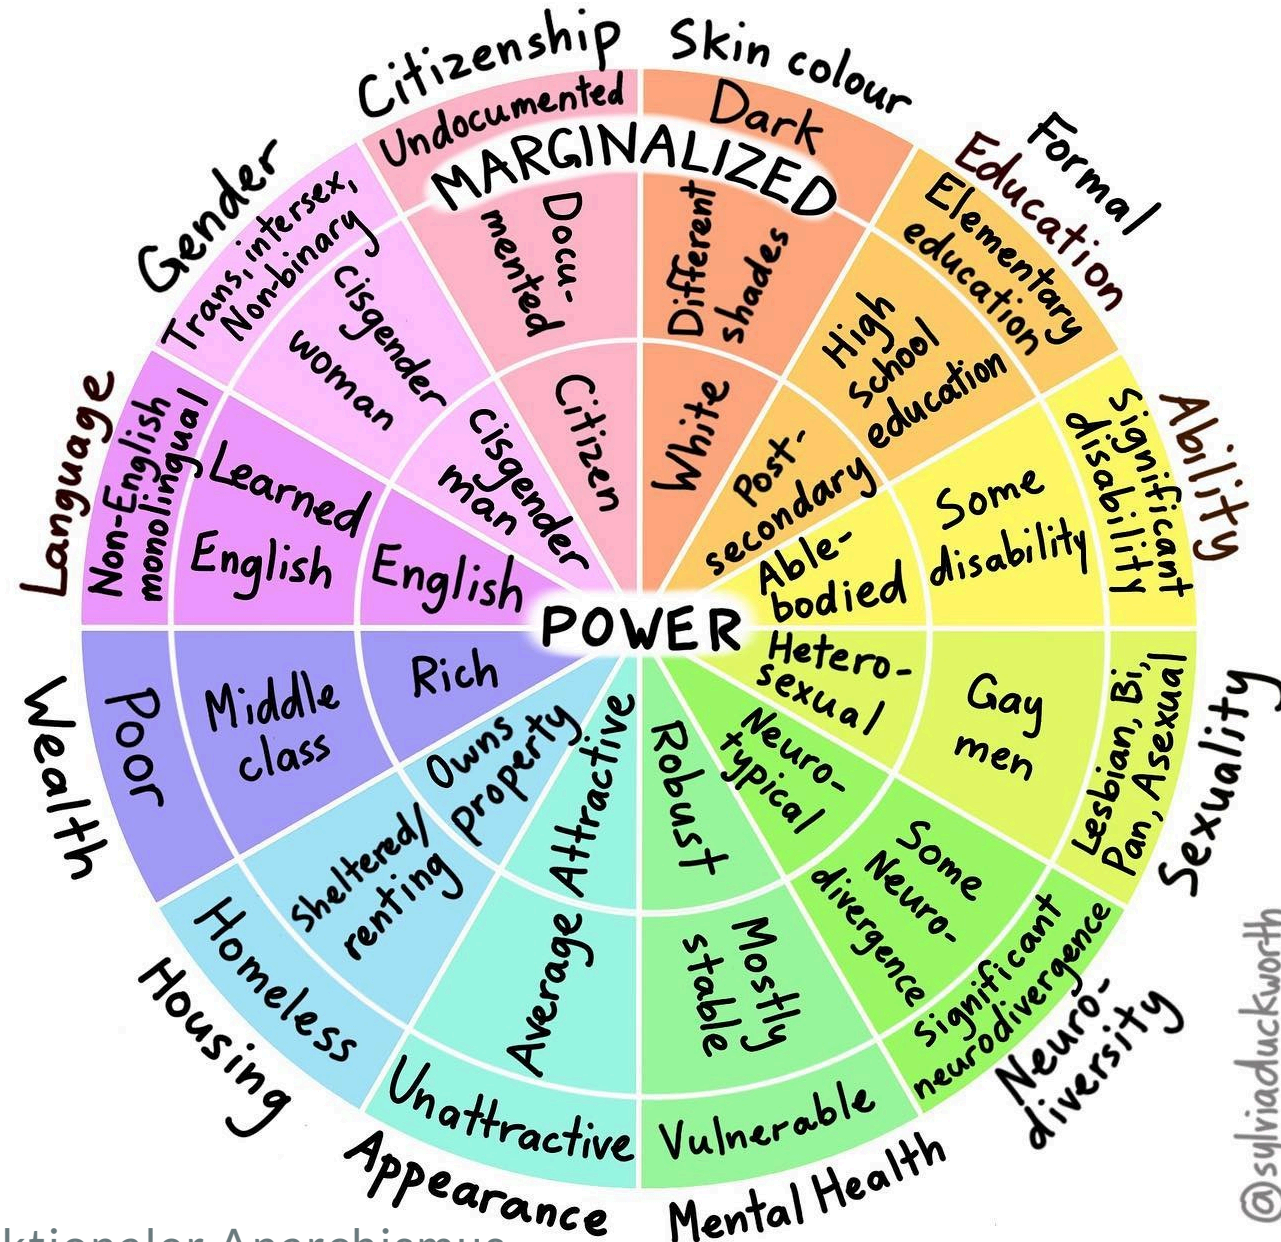 Citizenship
Undocumented
Docu-
mented
Citizen
Skin colour
Dark
Different
shades
White
Formal
Education
Elementary
education
High
school
education
Post-
secondary
Ability
Significant
disability
Some
disability
Able-
bodied
Sexuality
Lesbian, Bi,
Pan, Asexual
Gay
men
Hetero-
sexual
Neuro-
diversity
Significant
neurodivergence
Some
Neuro-
divergence
Neuro-
typical
Mental Health
Vulnerable
Mostly
stable
Robust
Appearance
Unattractive
Average
Attractive
Housing
Homeless
Sheltered/
renting
Owns
property
Wealth
Poor
Middle
class
Rich
Language
Non-English
monolingual
Learned
English
English
Gender
Trans, intersex,
Non-binary
Cisgender
woman
Cisgender
man
MARGINALIZED
POWER
@sylviaduckworth